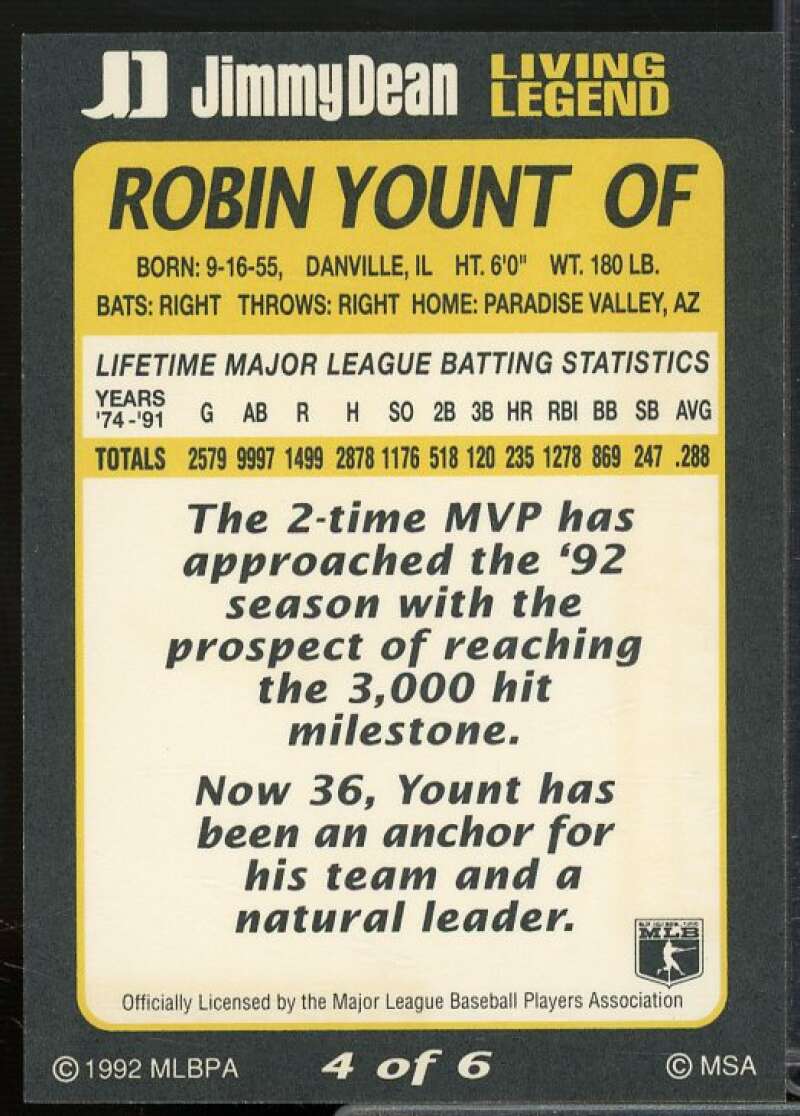 JD JimmyDean LIVING LEGEND
ROBIN YOUNT OF
BORN: 9-16-55, DANVILLE, IL HT. 6'0" WT. 180 LB.
BATS: RIGHT THROWS: RIGHT HOME: PARADISE VALLEY, AZ
LIFETIME MAJOR LEAGUE BATTING STATISTICS
YEARS
'74-'91 G AB R H SO 2B 3B HR RBI BB SB AVG
TOTALS 2579 9997 1499 2878 1176 518 120 235 1278 869 247 .288
The 2-time MVP has
approached the ‘92
season with the
prospect of reaching
the 3,000 hit
milestone.
Now 36, Yount has
been an anchor for
his team and a
natural leader.
MLB
Officially Licensed by the Major League Baseball Players Association
© 1992 MLBPA 4 of 6 © MSA